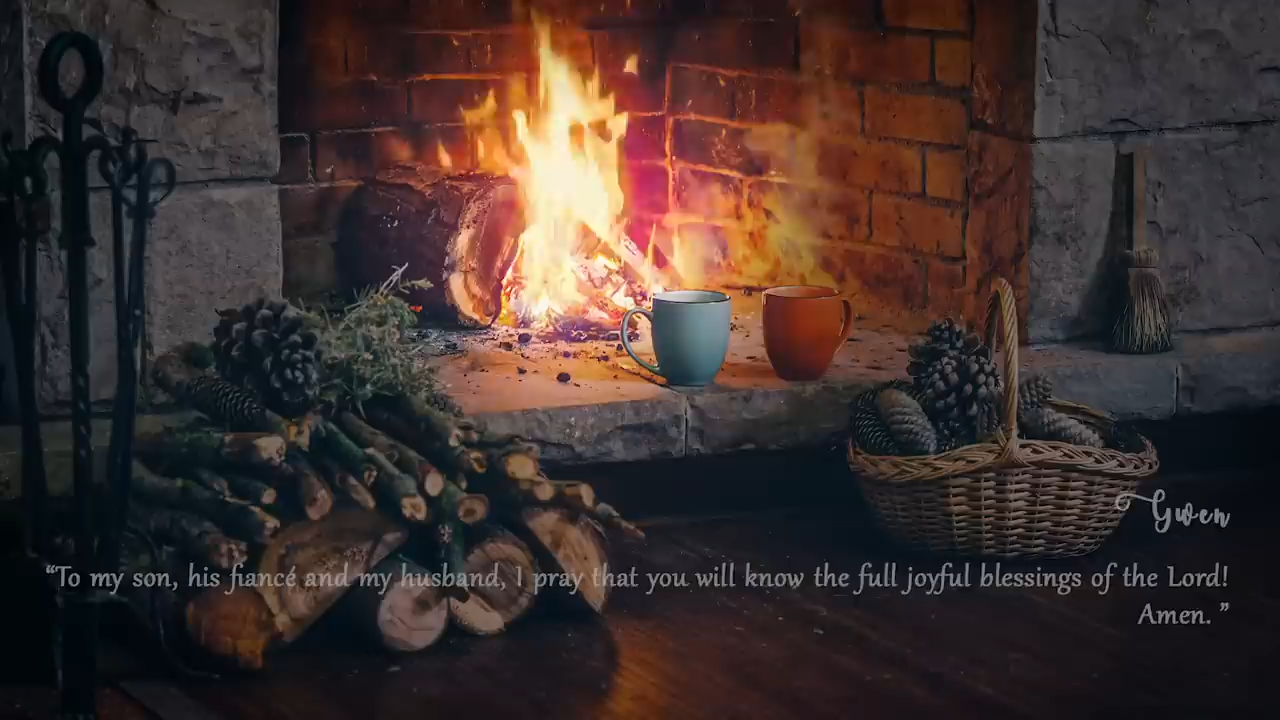 Gwen
“To my son, his fiancé and my husband, I pray that you will know the full joyful blessings of the Lord!
Amen. ”